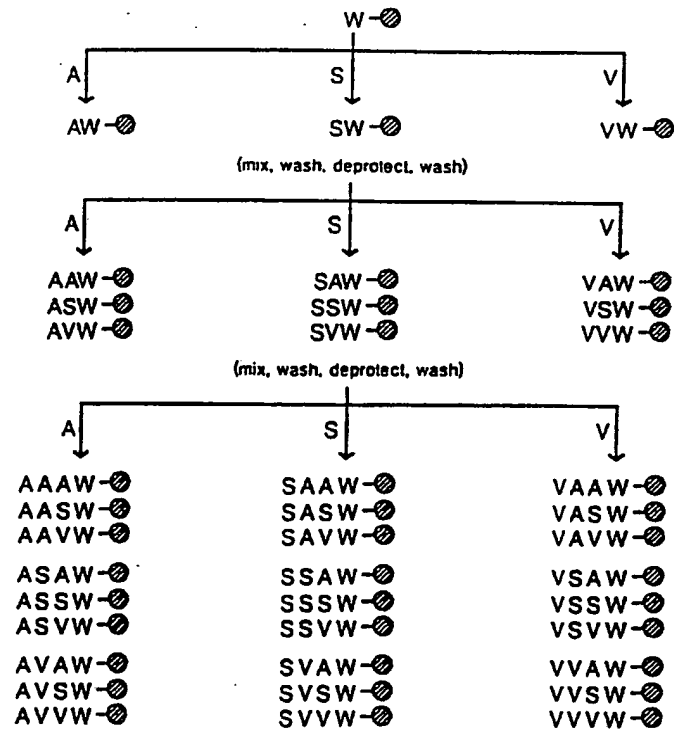 W-
A S V
AW- SW- VW-
(mix, wash, deprotect, wash)
A S V
AAW- SAW- VAW-
ASW- SSW- VSW-
AVW- SVW- VVW-
(mix, wash, deprotect, wash)
A S V
AAAW- SAAW- VAAW-
AASW- SASW- VASW-
AAVW- SAVW- VAVW-
ASAW- SSAW- VSAW-
ASSW- SSSW- VSSW-
ASVW- SSVW- VSVW-
AVAW- SVAW- VVAW-
AVSW- SVSW- VVSW-
AVVW- SVVW- VVVW-